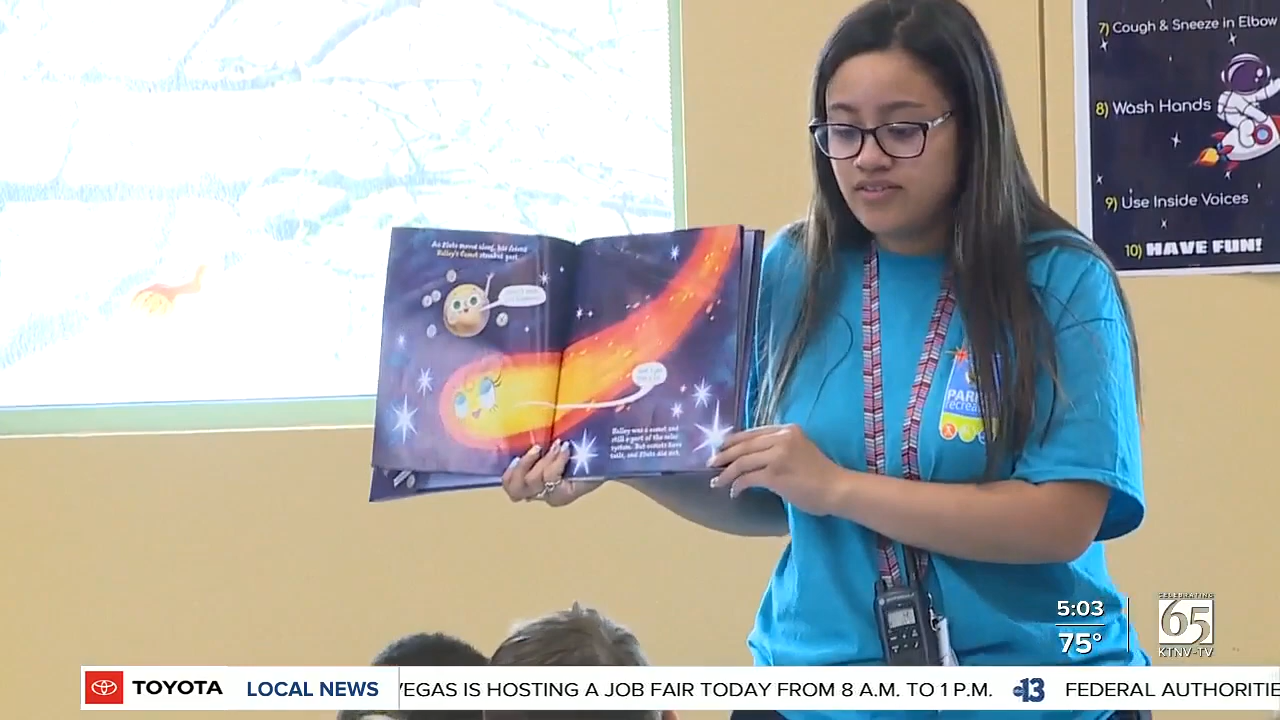 7) Cough & Sneeze in Elbow
8) Wash Hands
9) Use Inside Voices
10) HAVE FUN!
As Pluto moved along, his friend
Halley's Comet streaked past.
Halley was a comet and
still a part of the solar
system. But comets have
tails, and Pluto did not.
PARK
recrea
5:03
75°
CELEBRATING
65
KTNV-TV
TOYOTA
LOCAL NEWS
VEGAS IS HOSTING A JOB FAIR TODAY FROM 8 A.M. TO 1 P.M.
13
FEDERAL AUTHORITIE